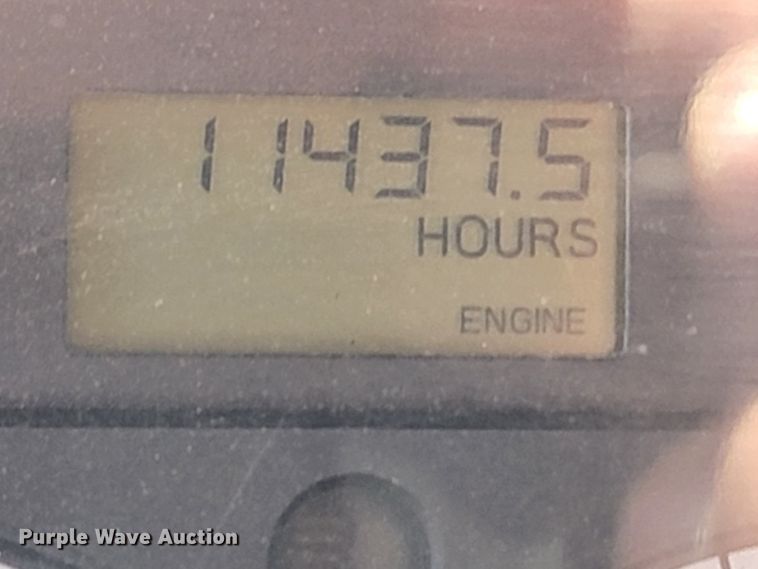 11437.5
HOURS
ENGINE
Purple Wave Auction